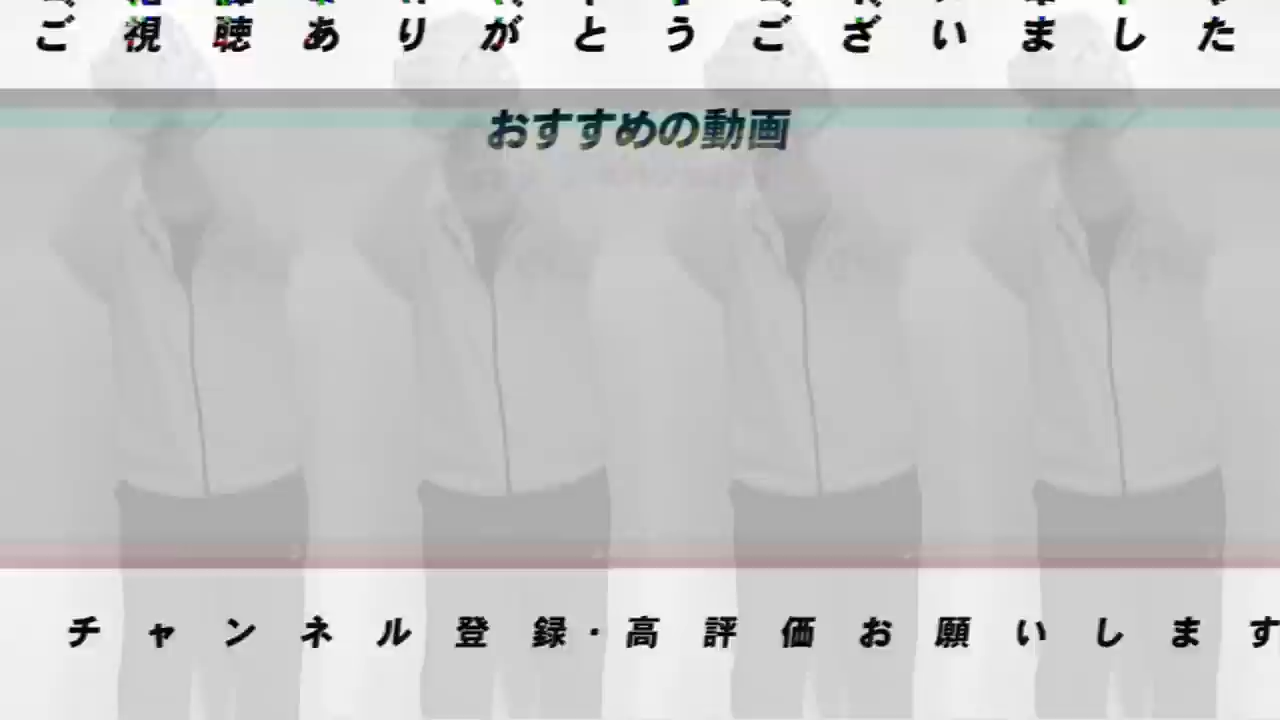 ご視聴ありがとうございました
おすすめの動画
チャンネル登録・高評価お願いします